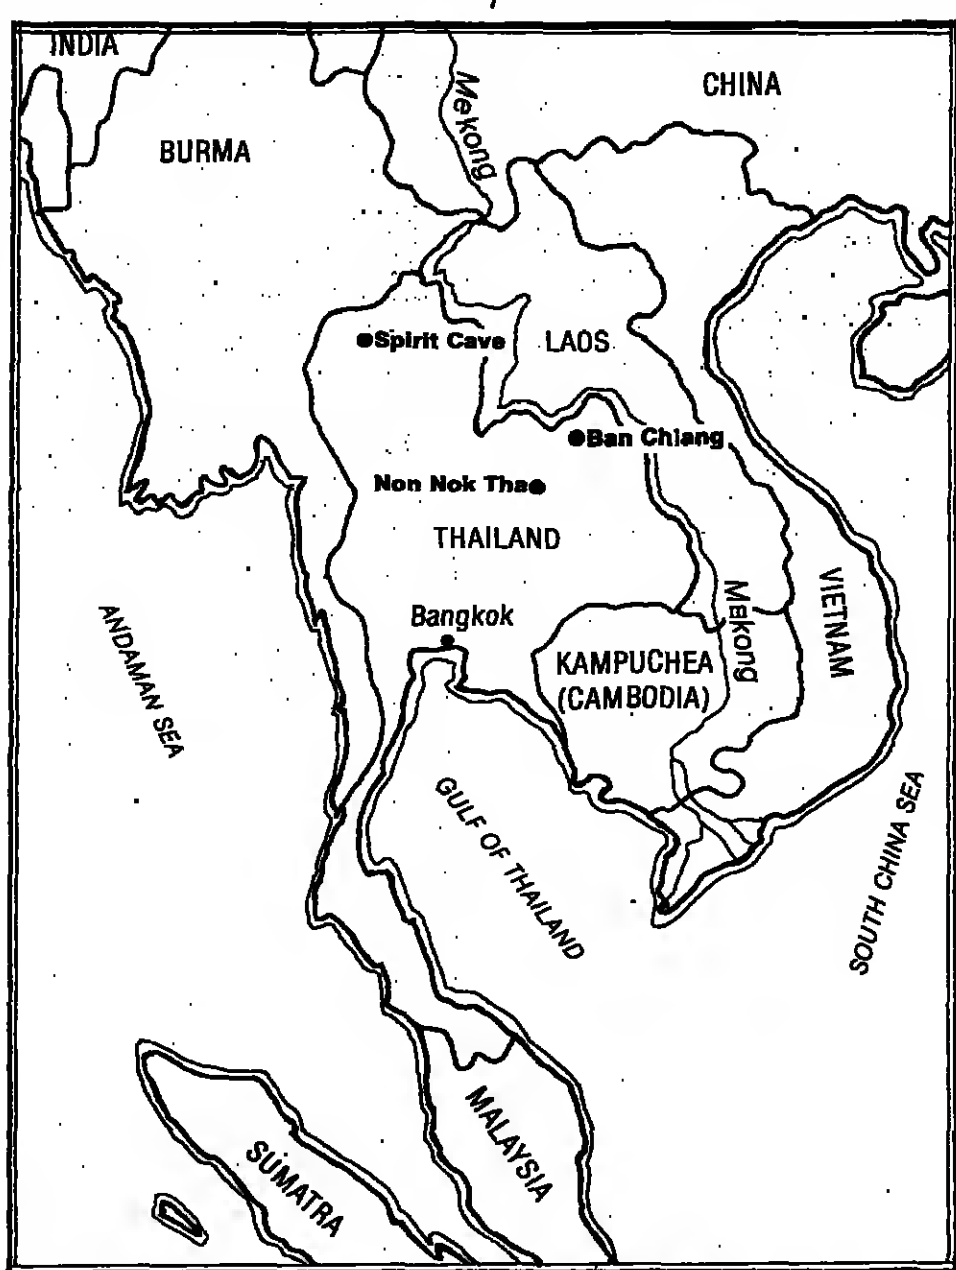 INDIA
CHINA
Mekong
BURMA
Spirit Cave
LAOS
Ban Chiang
Non Nok Tha
THAILAND
Bangkok
VIETNAM
Mekong
ANDAMAN SEA
KAMPUCHEA
(CAMBODIA)
GULF OF THAILAND
SOUTH CHINA SEA
MALAYSIA
SUMATRA